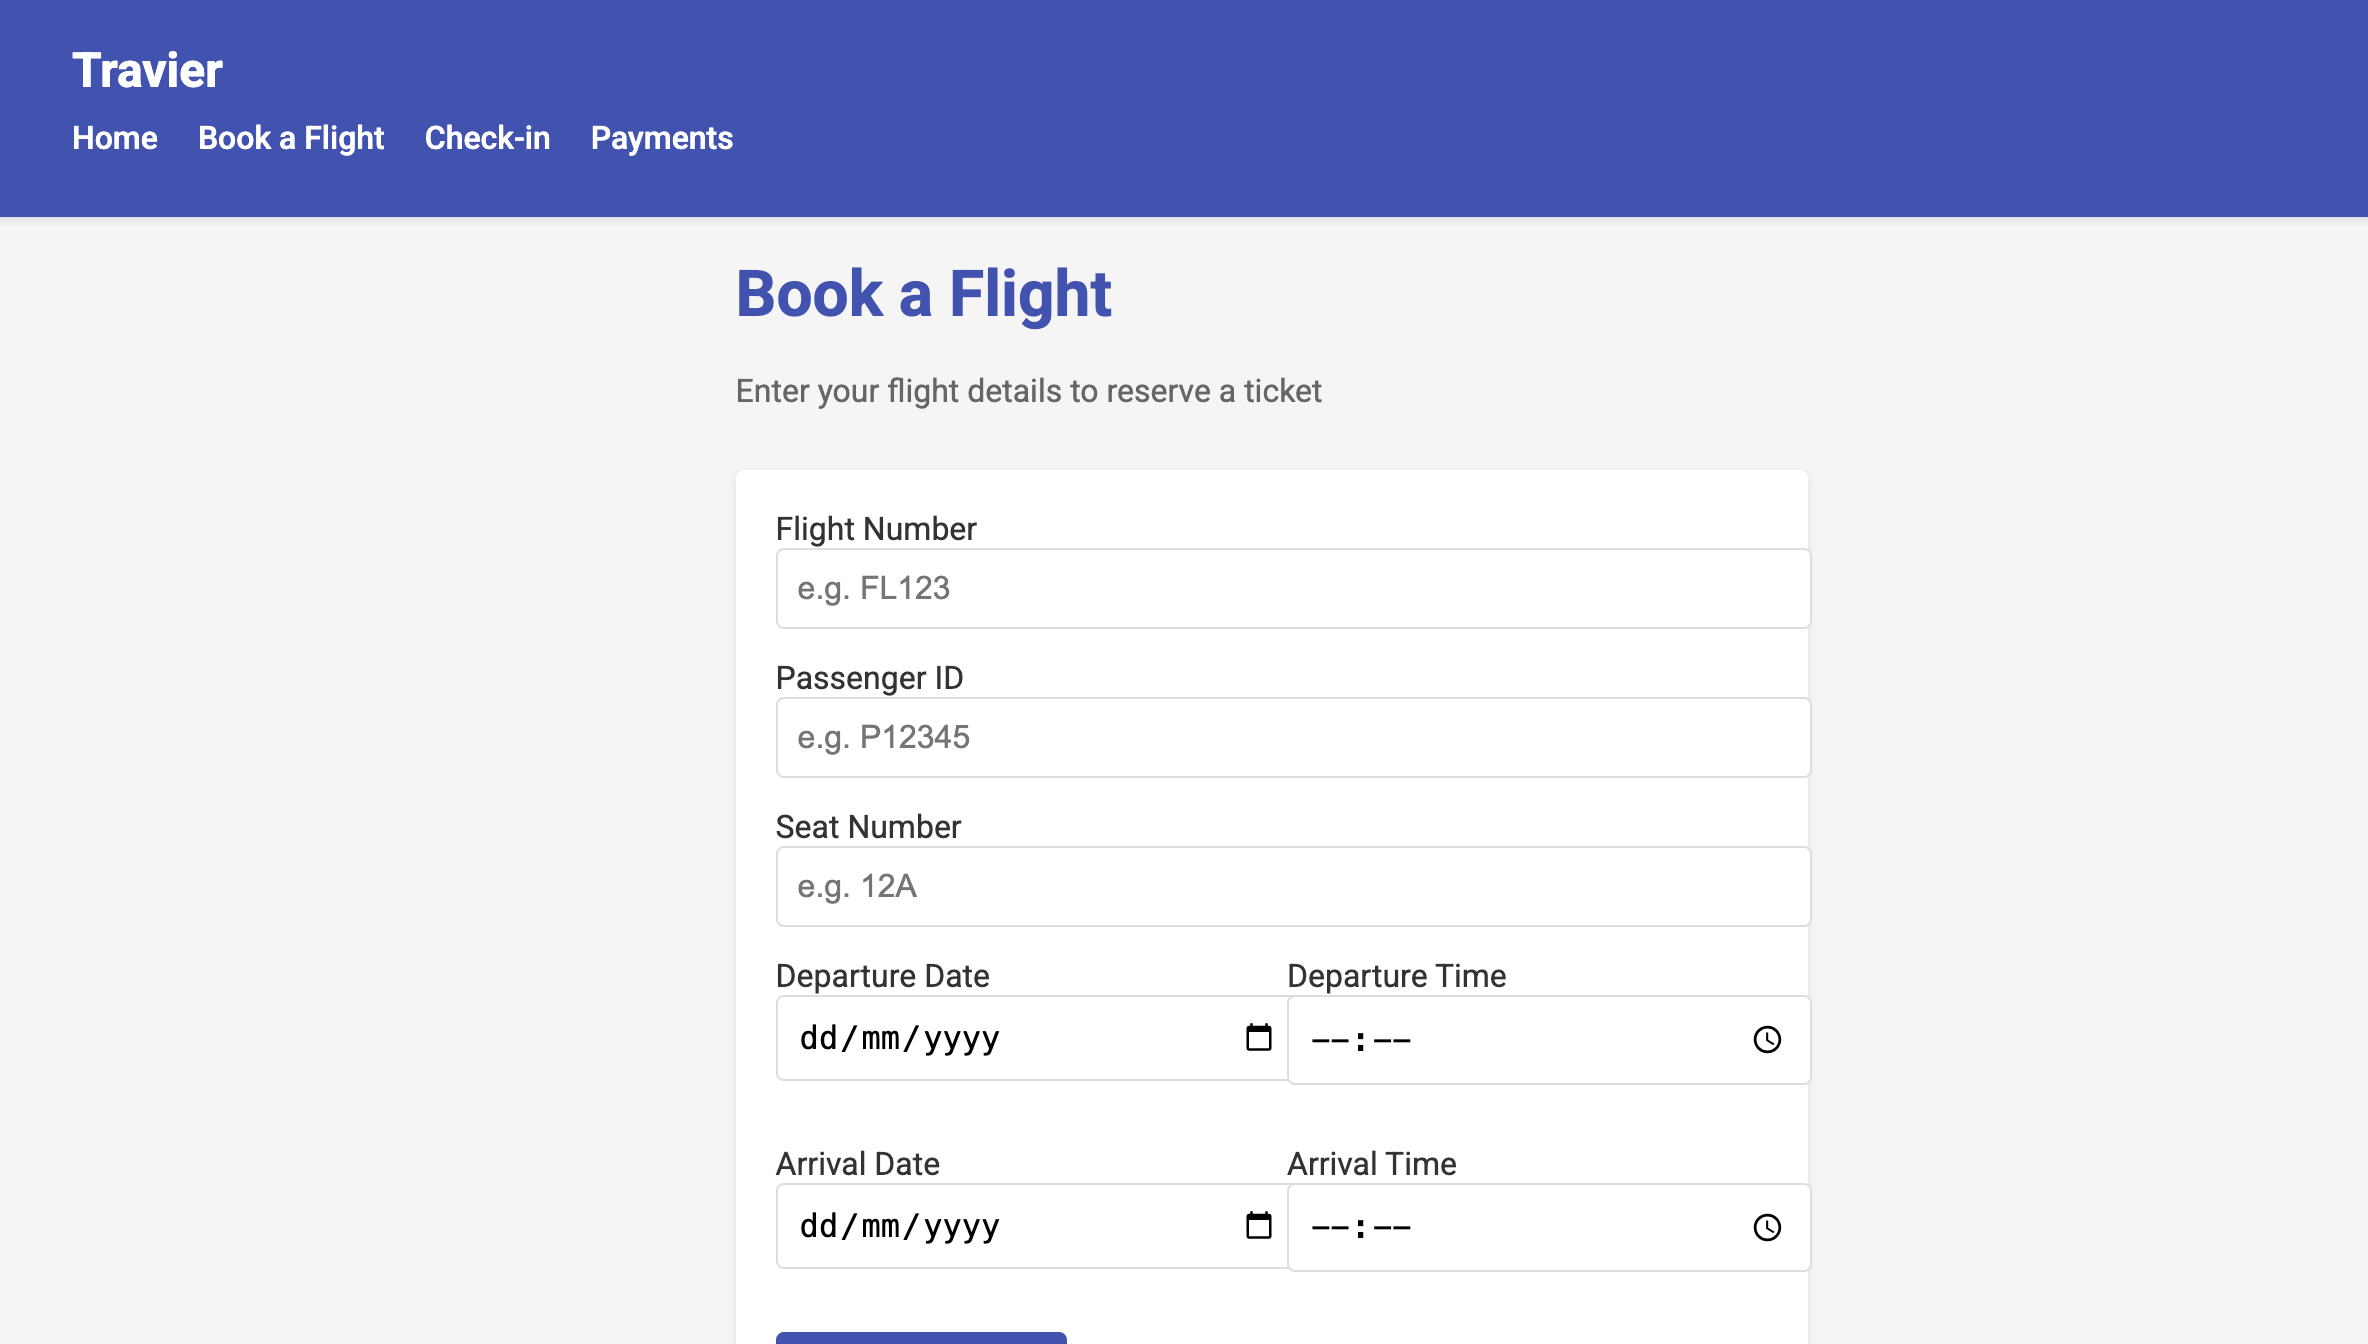 Travier
Home Book a Flight Check-in Payments
Book a Flight
Enter your flight details to reserve a ticket
Flight Number
e.g. FL123
Passenger ID
e.g. P12345
Seat Number
e.g. 12A
Departure Date Departure Time
dd/mm/yyyy --:--
Arrival Date Arrival Time
dd/mm/yyyy --:--